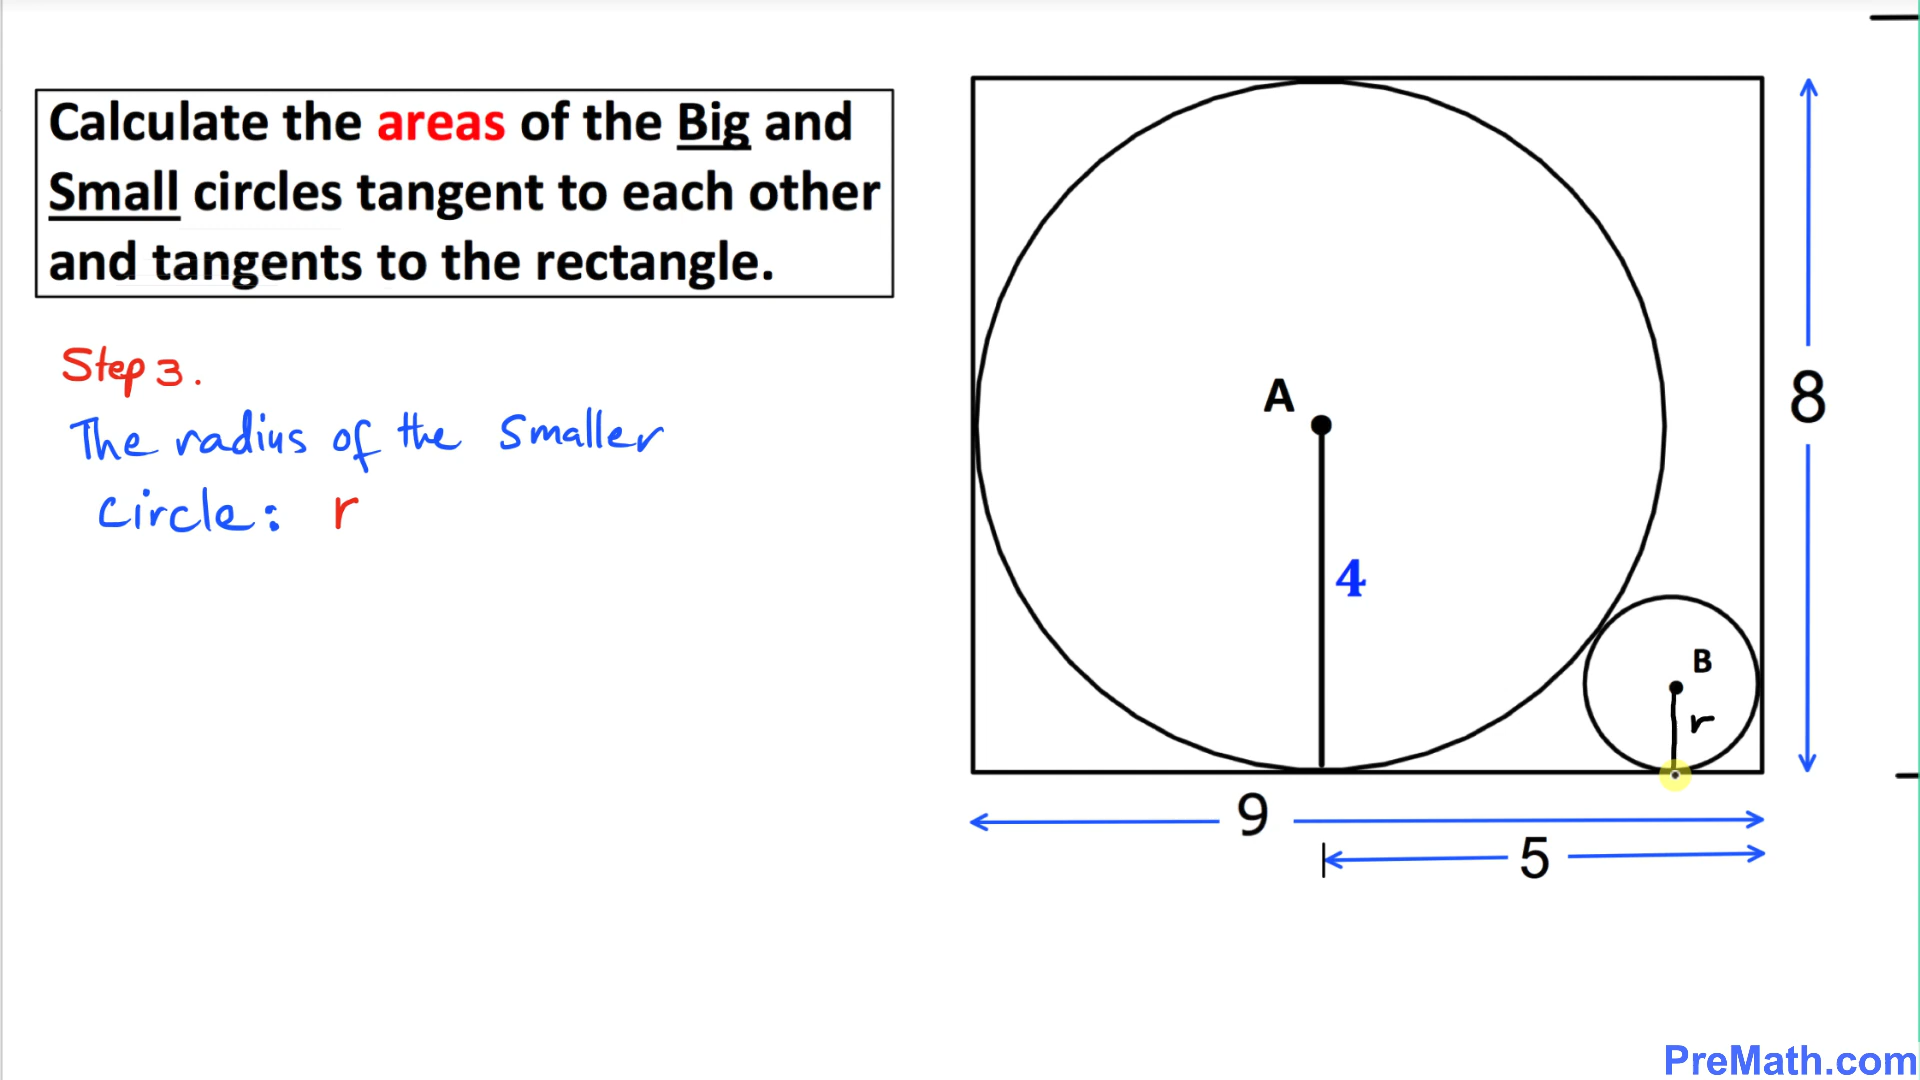 Calculate the areas of the Big and
Small circles tangent to each other
and tangents to the rectangle.
Step 3.
The radius of the smaller
circle: r
A
4
B
r
8
9
5
PreMath.com